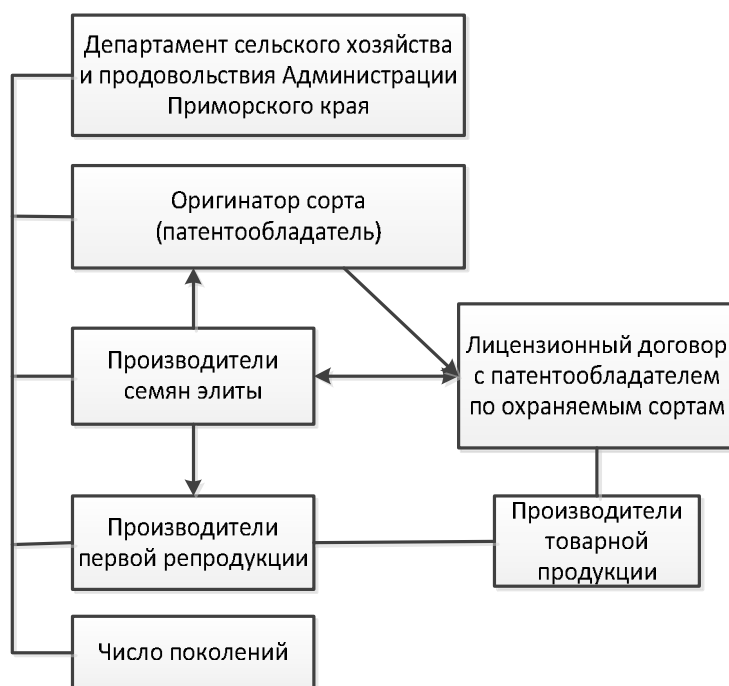 Департамент сельского хозяйства
и продовольствия Администрации
Приморского края
Оригинатор сорта
(патентообладатель)
Производители
семян элиты
Лицензионный договор
с патентообладателем
по охраняемым сортам
Производители
первой репродукции
Производители
товарной
продукции
Число поколений